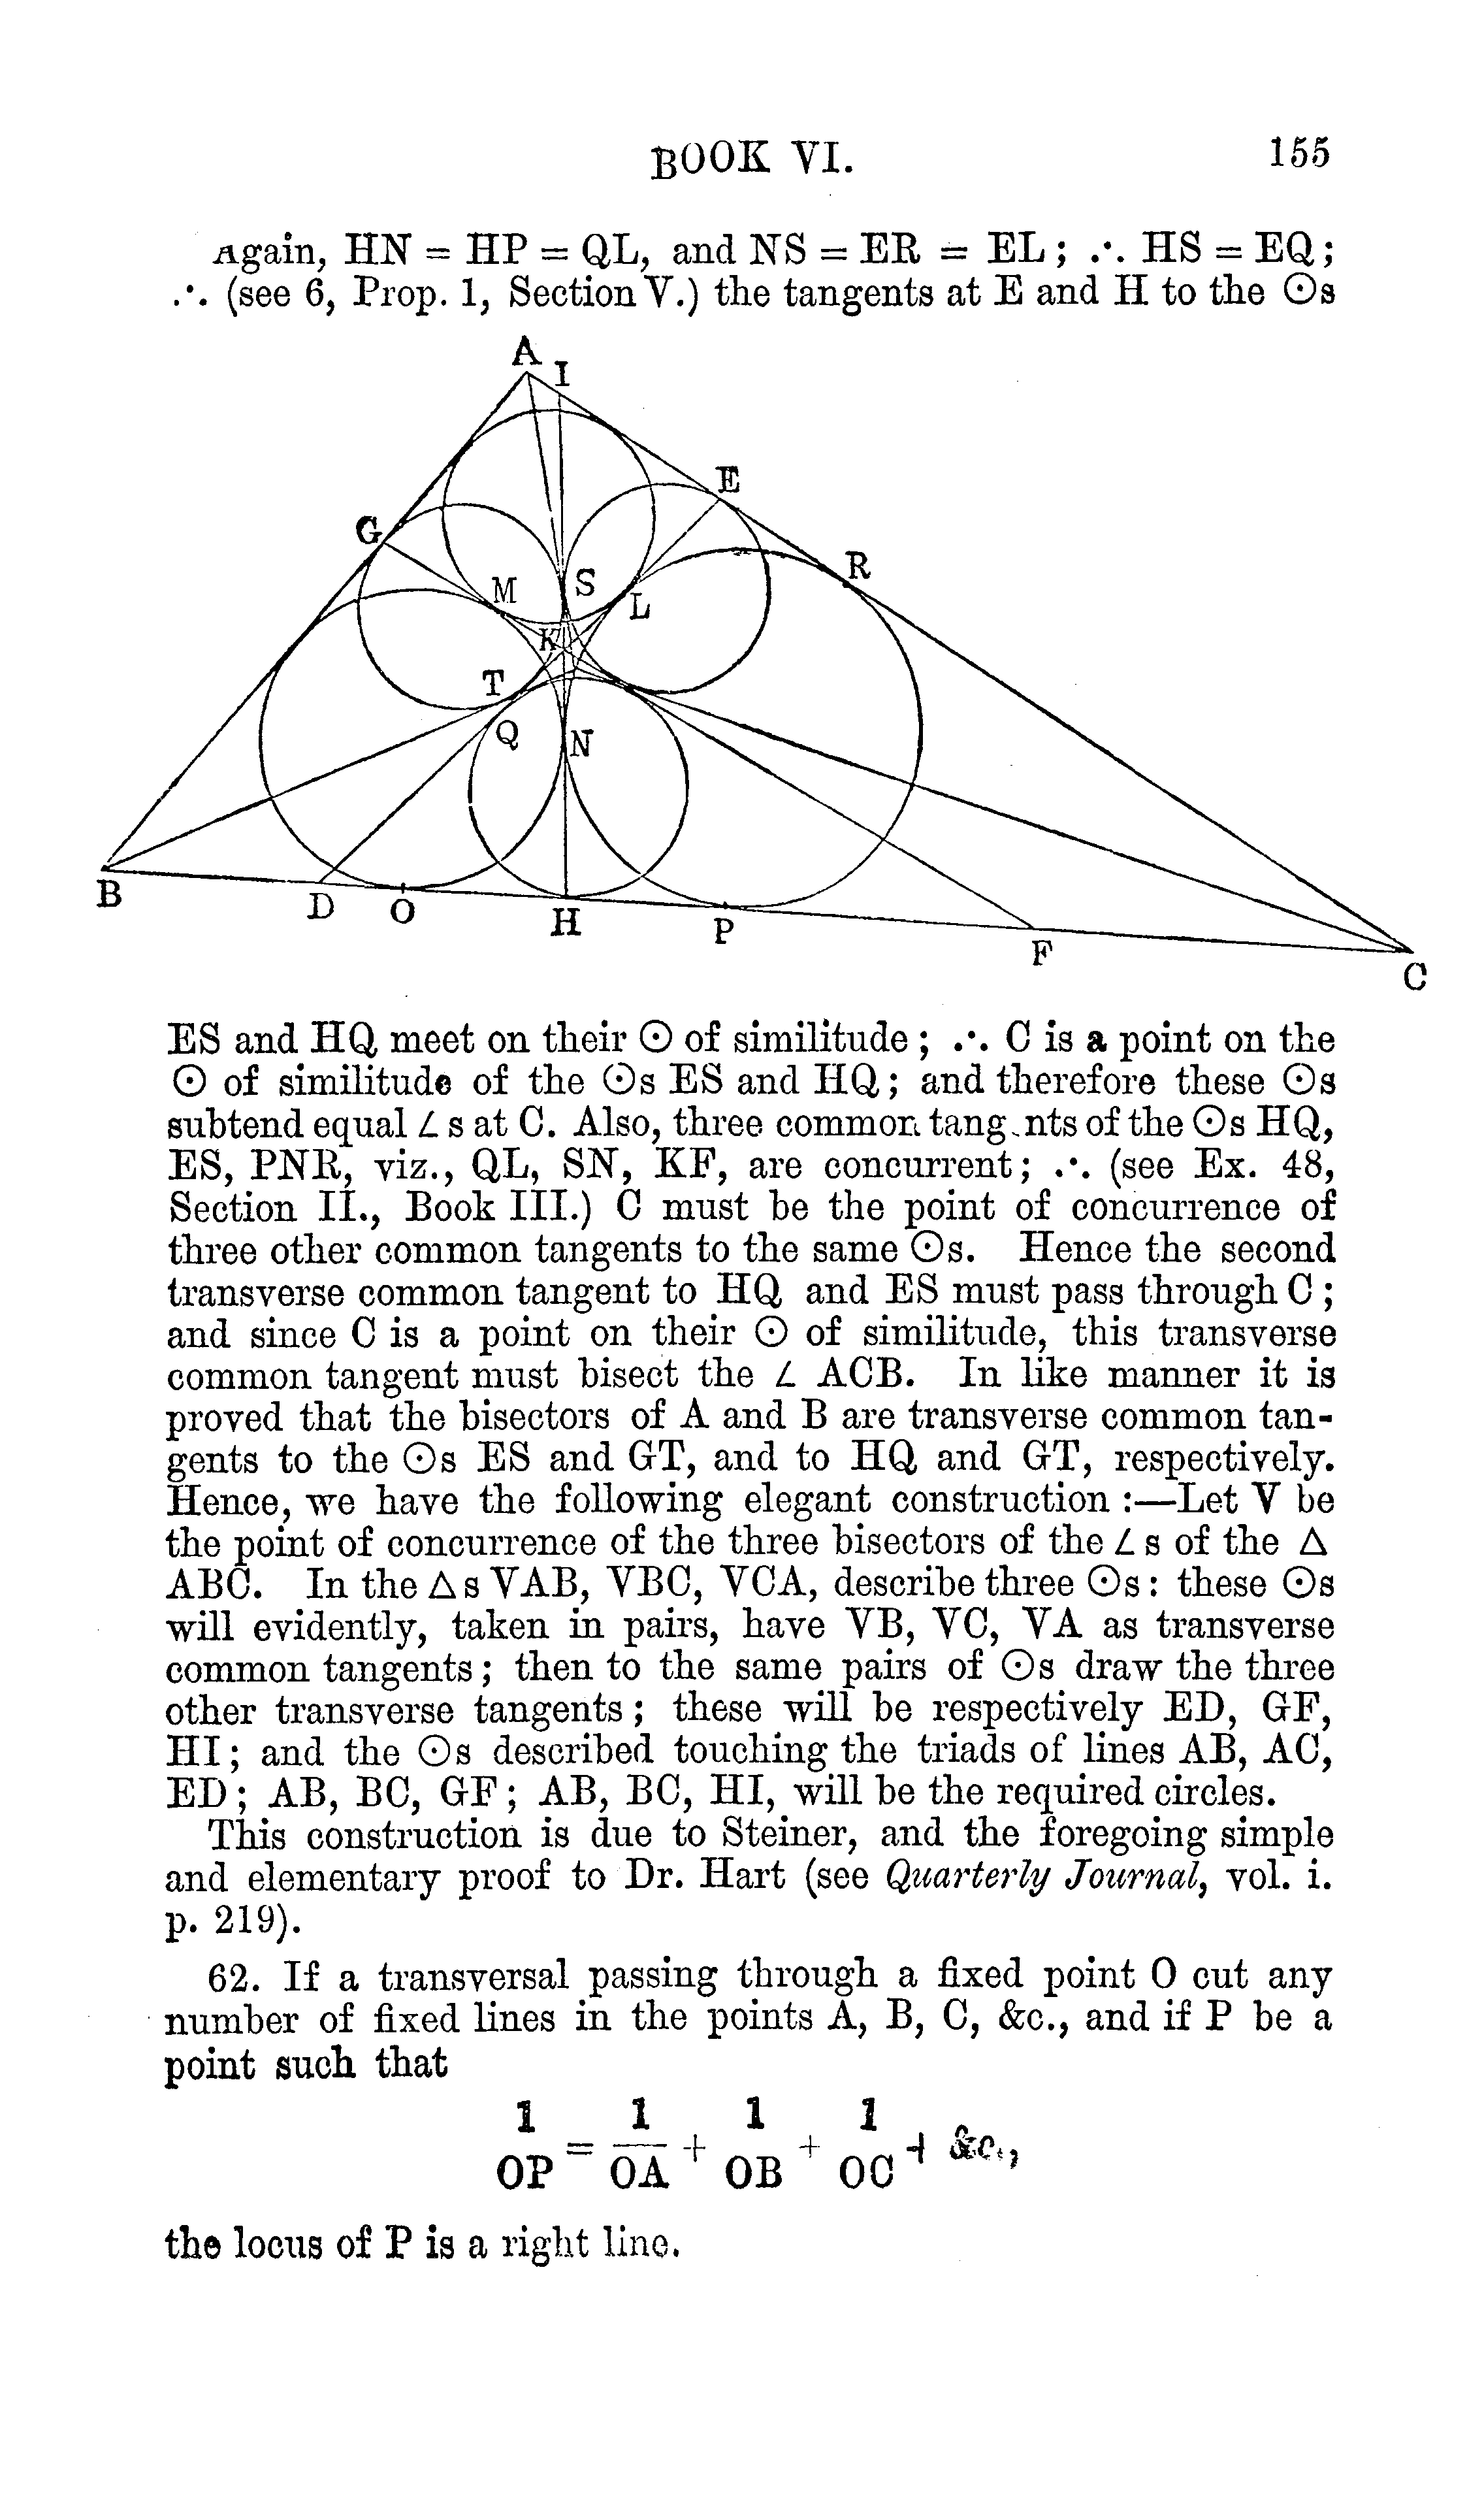 BOOK VI. 155
Again, HN = HP = QL, and NS = ER = EL; ∴ HS = EQ;
∴ (see 6, Prop. 1, Section V.) the tangents at E and H to the ⊙s
A
I
E
G
R
M
S
L
K
T
Q
N
B
D
O
H
P
F
C
ES and HQ meet on their ⊙ of similitude; ∴ C is a point on the
⊙ of similitude of the ⊙s ES and HQ; and therefore these ⊙s
subtend equal ∠s at C. Also, three common tangents of the ⊙s HQ,
ES, PNR, viz., QL, SN, KF, are concurrent; ∴ (see Ex. 48,
Section II., Book III.) C must be the point of concurrence of
three other common tangents to the same ⊙s. Hence the second
transverse common tangent to HQ and ES must pass through C;
and since C is a point on their ⊙ of similitude, this transverse
common tangent must bisect the ∠ ACB. In like manner it is
proved that the bisectors of A and B are transverse common tan-
gents to the ⊙s ES and GT, and to HQ and GT, respectively.
Hence, we have the following elegant construction:—Let V be
the point of concurrence of the three bisectors of the ∠s of the △
ABC. In the △s VAB, VBC, VCA, describe three ⊙s: these ⊙s
will evidently, taken in pairs, have VB, VC, VA as transverse
common tangents; then to the same pairs of ⊙s draw the three
other transverse tangents; these will be respectively ED, GF,
HI; and the ⊙s described touching the triads of lines AB, AC,
ED; AB, BC, GF; AB, BC, HI, will be the required circles.
This construction is due to Steiner, and the foregoing simple
and elementary proof to Dr. Hart (see Quarterly Journal, vol. i.
p. 219).
62. If a transversal passing through a fixed point O cut any
number of fixed lines in the points A, B, C, &c., and if P be a
point such that
1/OP = 1/OA + 1/OB + 1/OC + &c.,
the locus of P is a right line.